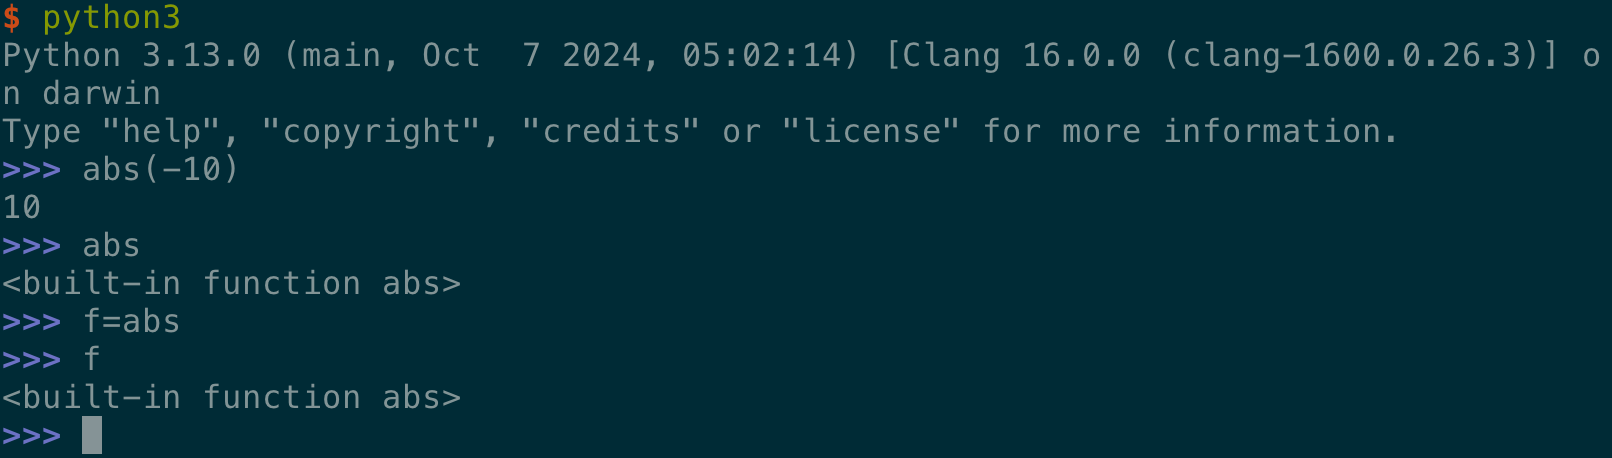 $ python3
Python 3.13.0 (main, Oct  7 2024, 05:02:14) [Clang 16.0.0 (clang-1600.0.26.3)] o
n darwin
Type "help", "copyright", "credits" or "license" for more information.
>>> abs(-10)
10
>>> abs
<built-in function abs>
>>> f=abs
>>> f
<built-in function abs>
>>>